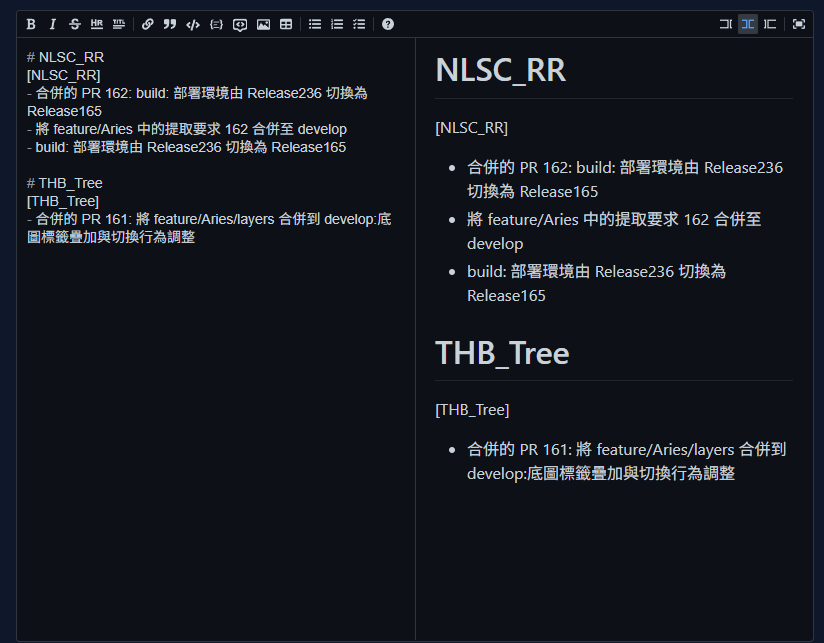 # NLSC_RR
[NLSC_RR]
- 合併的 PR 162: build: 部署環境由 Release236 切換為
Release165
- 將 feature/Aries 中的提取要求 162 合併至 develop
- build: 部署環境由 Release236 切換為 Release165
# THB_Tree
[THB_Tree]
- 合併的 PR 161: 將 feature/Aries/layers 合併到 develop:底
圖標籤疊加與切換行為調整
NLSC_RR
[NLSC_RR]
• 合併的 PR 162: build: 部署環境由 Release236
切換為 Release165
• 將 feature/Aries 中的提取要求 162 合併至
develop
• build: 部署環境由 Release236 切換為
Release165
THB_Tree
[THB_Tree]
• 合併的 PR 161: 將 feature/Aries/layers 合併到
develop:底圖標籤疊加與切換行為調整